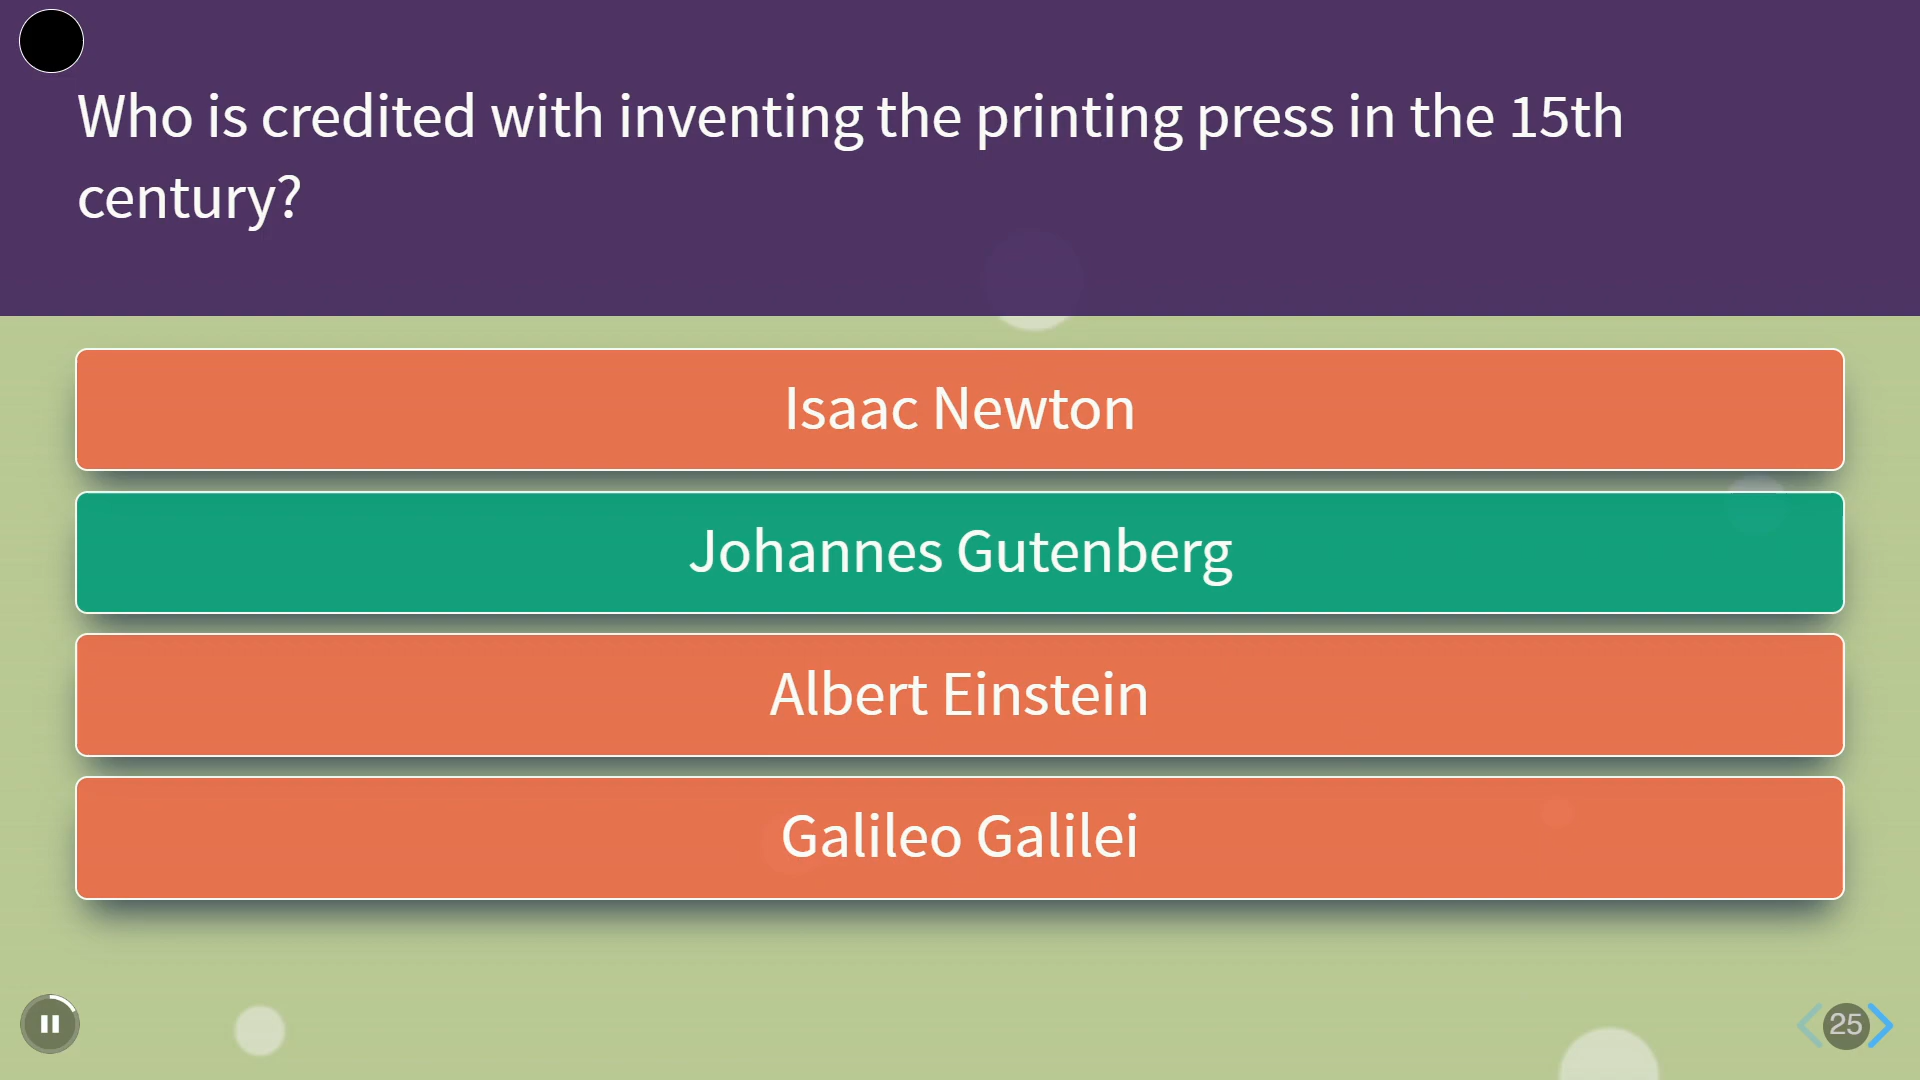 Who is credited with inventing the printing press in the 15th
century?
Isaac Newton
Johannes Gutenberg
Albert Einstein
Galileo Galilei
25